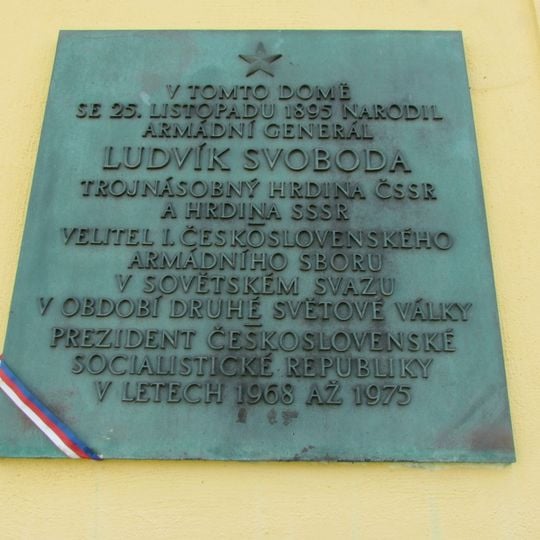 V TOMTO DOMĚ
SE 25. LISTOPADU 1895 NARODIL
ARMÁDNÍ GENERÁL
LUDVÍK SVOBODA
TROJNÁSOBNÝ HRDINA ČSSR
A HRDINA SSSR
VELITEL I. ČESKOSLOVENSKÉHO
ARMÁDNÍHO SBORU
V SOVĚTSKÉM SVAZU
V OBDOBÍ DRUHÉ SVĚTOVÉ VÁLKY
PREZIDENT ČESKOSLOVENSKÉ
SOCIALISTICKÉ REPUBLIKY
V LETECH 1968 AŽ 1975